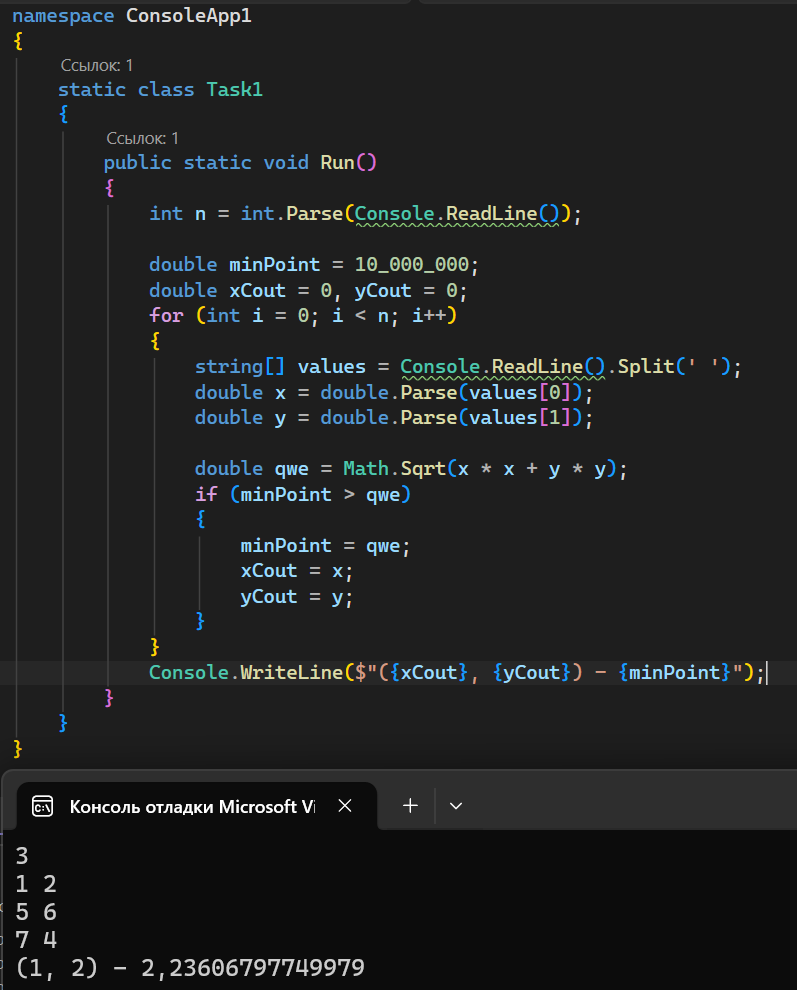 namespace ConsoleApp1
{
Ссылок: 1
static class Task1
{
Ссылок: 1
public static void Run()
{
int n = int.Parse(Console.ReadLine());
double minPoint = 10_000_000;
double xCout = 0, yCout = 0;
for (int i = 0; i < n; i++)
{
string[] values = Console.ReadLine().Split(' ');
double x = double.Parse(values[0]);
double y = double.Parse(values[1]);
double qwe = Math.Sqrt(x * x + y * y);
if (minPoint > qwe)
{
minPoint = qwe;
xCout = x;
yCout = y;
}
}
Console.WriteLine($"({xCout}, {yCout}) - {minPoint}");
}
}
}
C:\ Консоль отладки Microsoft Vi
3
1 2
5 6
7 4
(1, 2) - 2,23606797749979